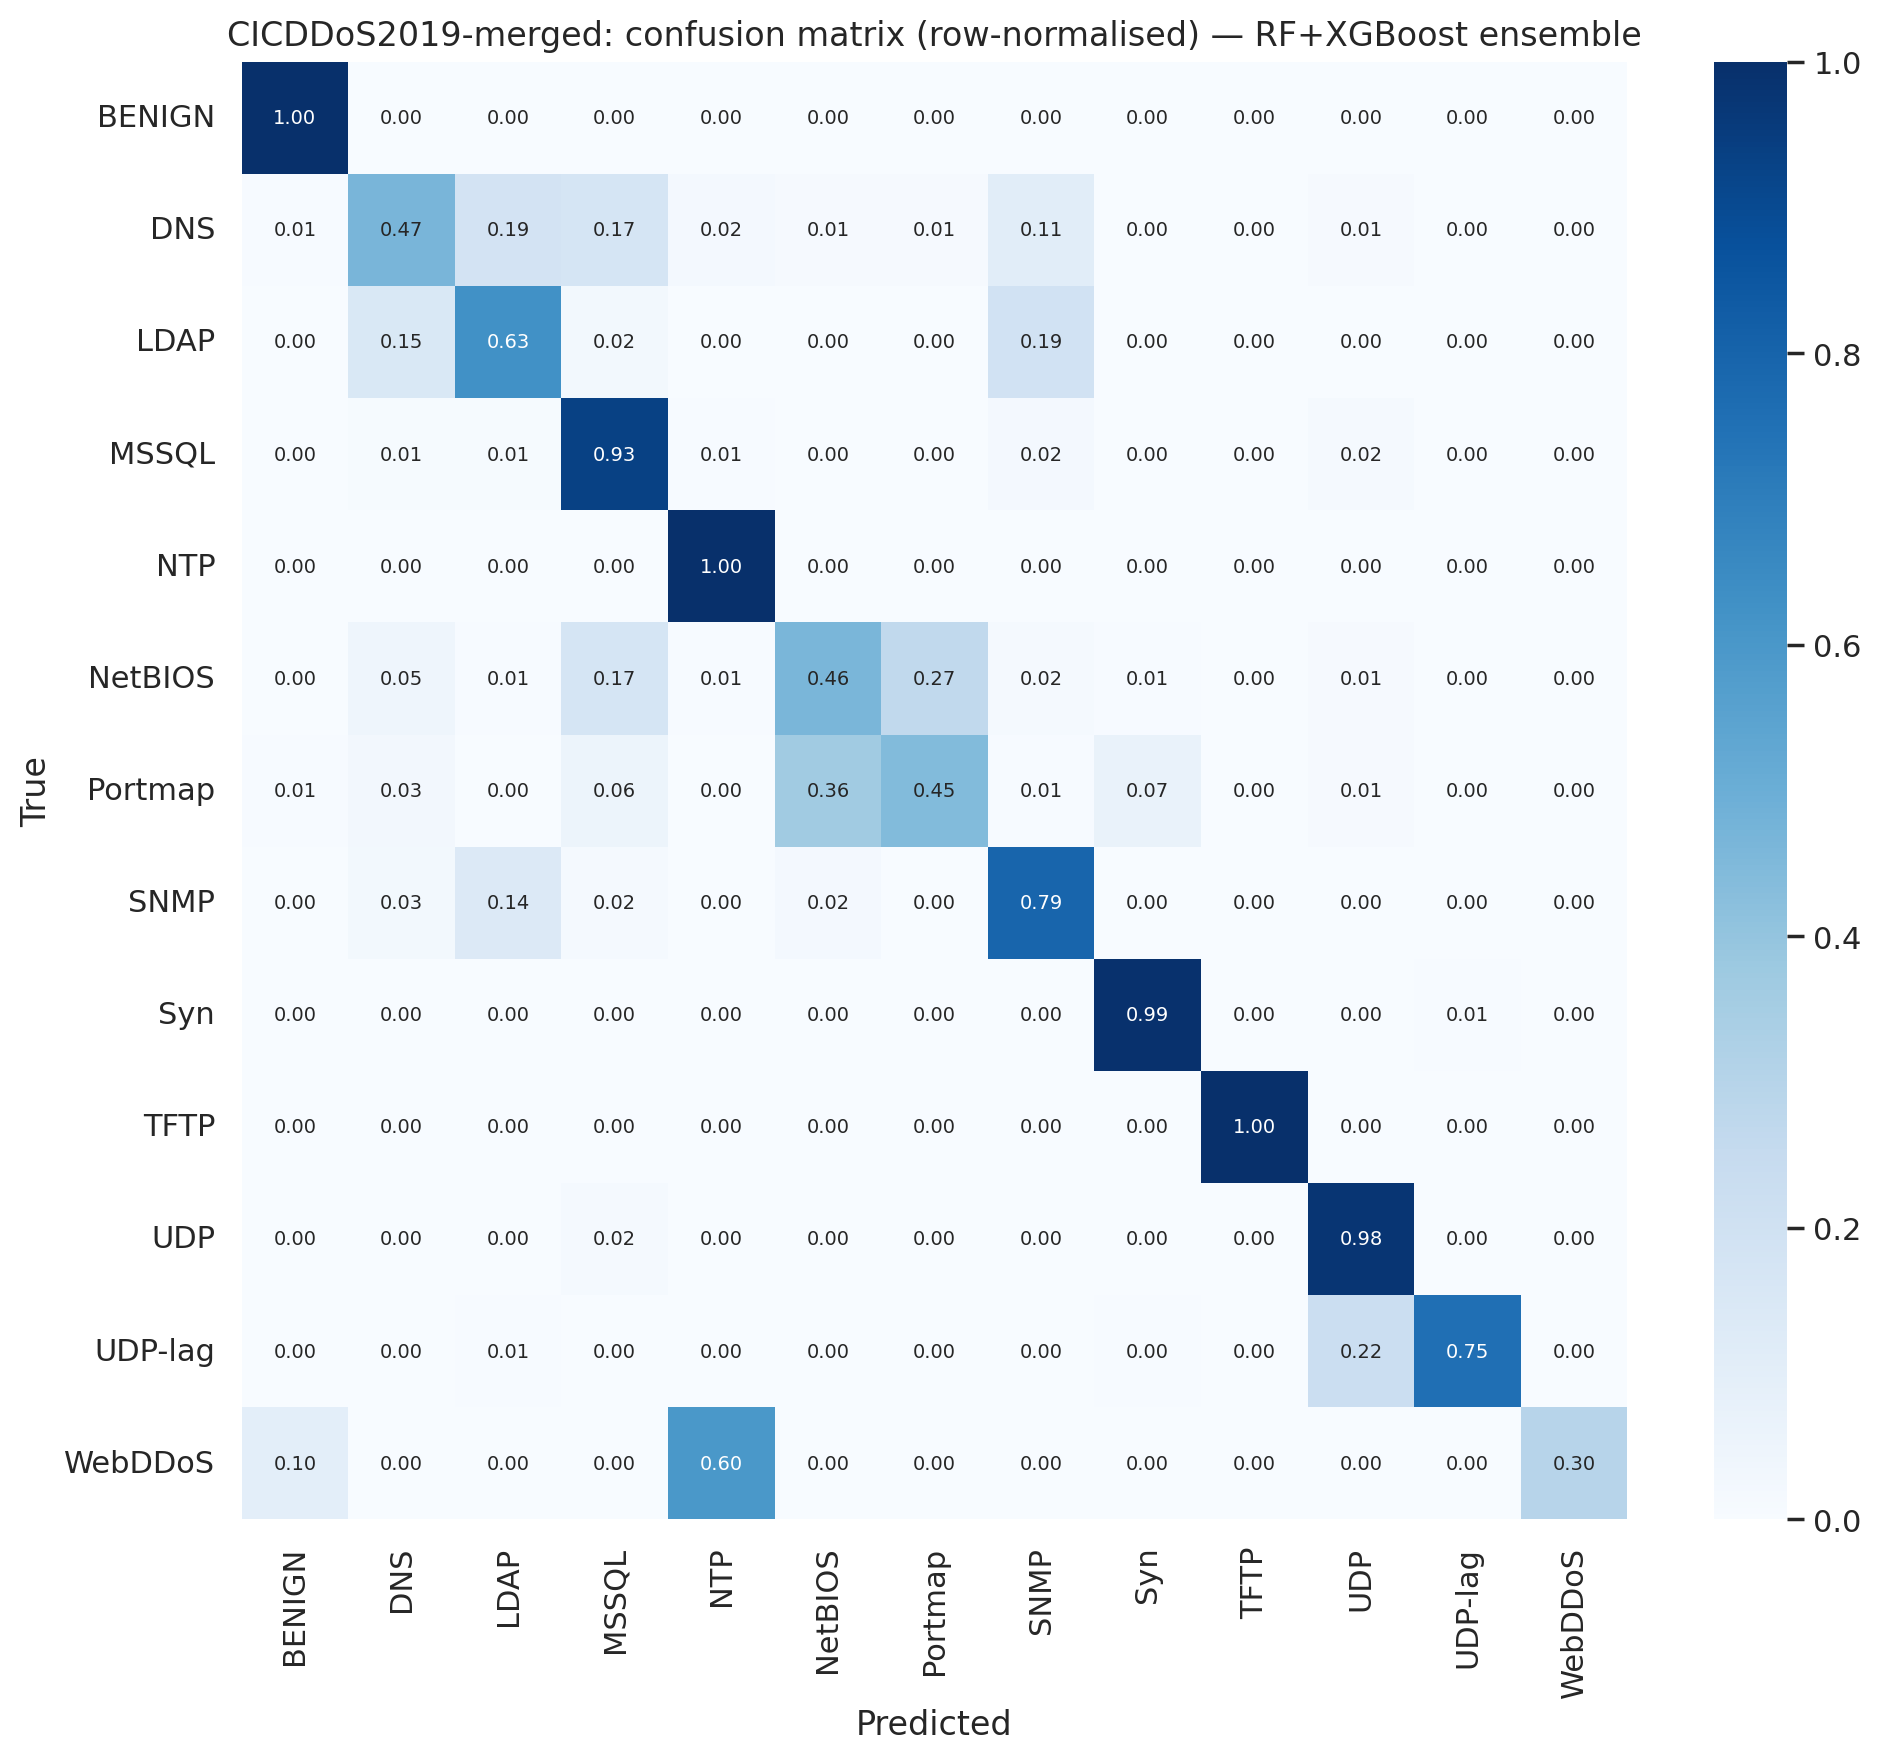 CICDDoS2019-merged: confusion matrix (row-normalised) — RF+XGBoost ensemble
BENIGN 1.00 0.00 0.00 0.00 0.00 0.00 0.00 0.00 0.00 0.00 0.00 0.00 0.00
DNS 0.01 0.47 0.19 0.17 0.02 0.01 0.01 0.11 0.00 0.00 0.01 0.00 0.00
LDAP 0.00 0.15 0.63 0.02 0.00 0.00 0.00 0.19 0.00 0.00 0.00 0.00 0.00
MSSQL 0.00 0.01 0.01 0.93 0.01 0.00 0.00 0.02 0.00 0.00 0.02 0.00 0.00
NTP 0.00 0.00 0.00 0.00 1.00 0.00 0.00 0.00 0.00 0.00 0.00 0.00 0.00
NetBIOS 0.00 0.05 0.01 0.17 0.01 0.46 0.27 0.02 0.01 0.00 0.01 0.00 0.00
Portmap 0.01 0.03 0.00 0.06 0.00 0.36 0.45 0.01 0.07 0.00 0.01 0.00 0.00
SNMP 0.00 0.03 0.14 0.02 0.00 0.02 0.00 0.79 0.00 0.00 0.00 0.00 0.00
Syn 0.00 0.00 0.00 0.00 0.00 0.00 0.00 0.00 0.99 0.00 0.00 0.01 0.00
TFTP 0.00 0.00 0.00 0.00 0.00 0.00 0.00 0.00 0.00 1.00 0.00 0.00 0.00
UDP 0.00 0.00 0.00 0.02 0.00 0.00 0.00 0.00 0.00 0.00 0.98 0.00 0.00
UDP-lag 0.00 0.00 0.01 0.00 0.00 0.00 0.00 0.00 0.00 0.00 0.22 0.75 0.00
WebDDoS 0.10 0.00 0.00 0.00 0.60 0.00 0.00 0.00 0.00 0.00 0.00 0.00 0.30
True
BENIGN DNS LDAP MSSQL NTP NetBIOS Portmap SNMP Syn TFTP UDP UDP-lag WebDDoS
Predicted
1.0
0.8
0.6
0.4
0.2
0.0